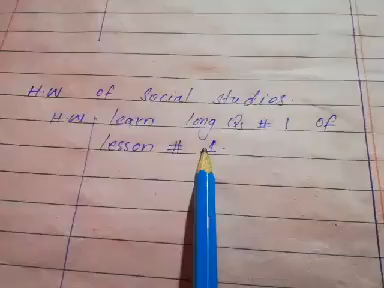 H.W of Social studies.
H.W. learn long Q. # 1 of
lesson #